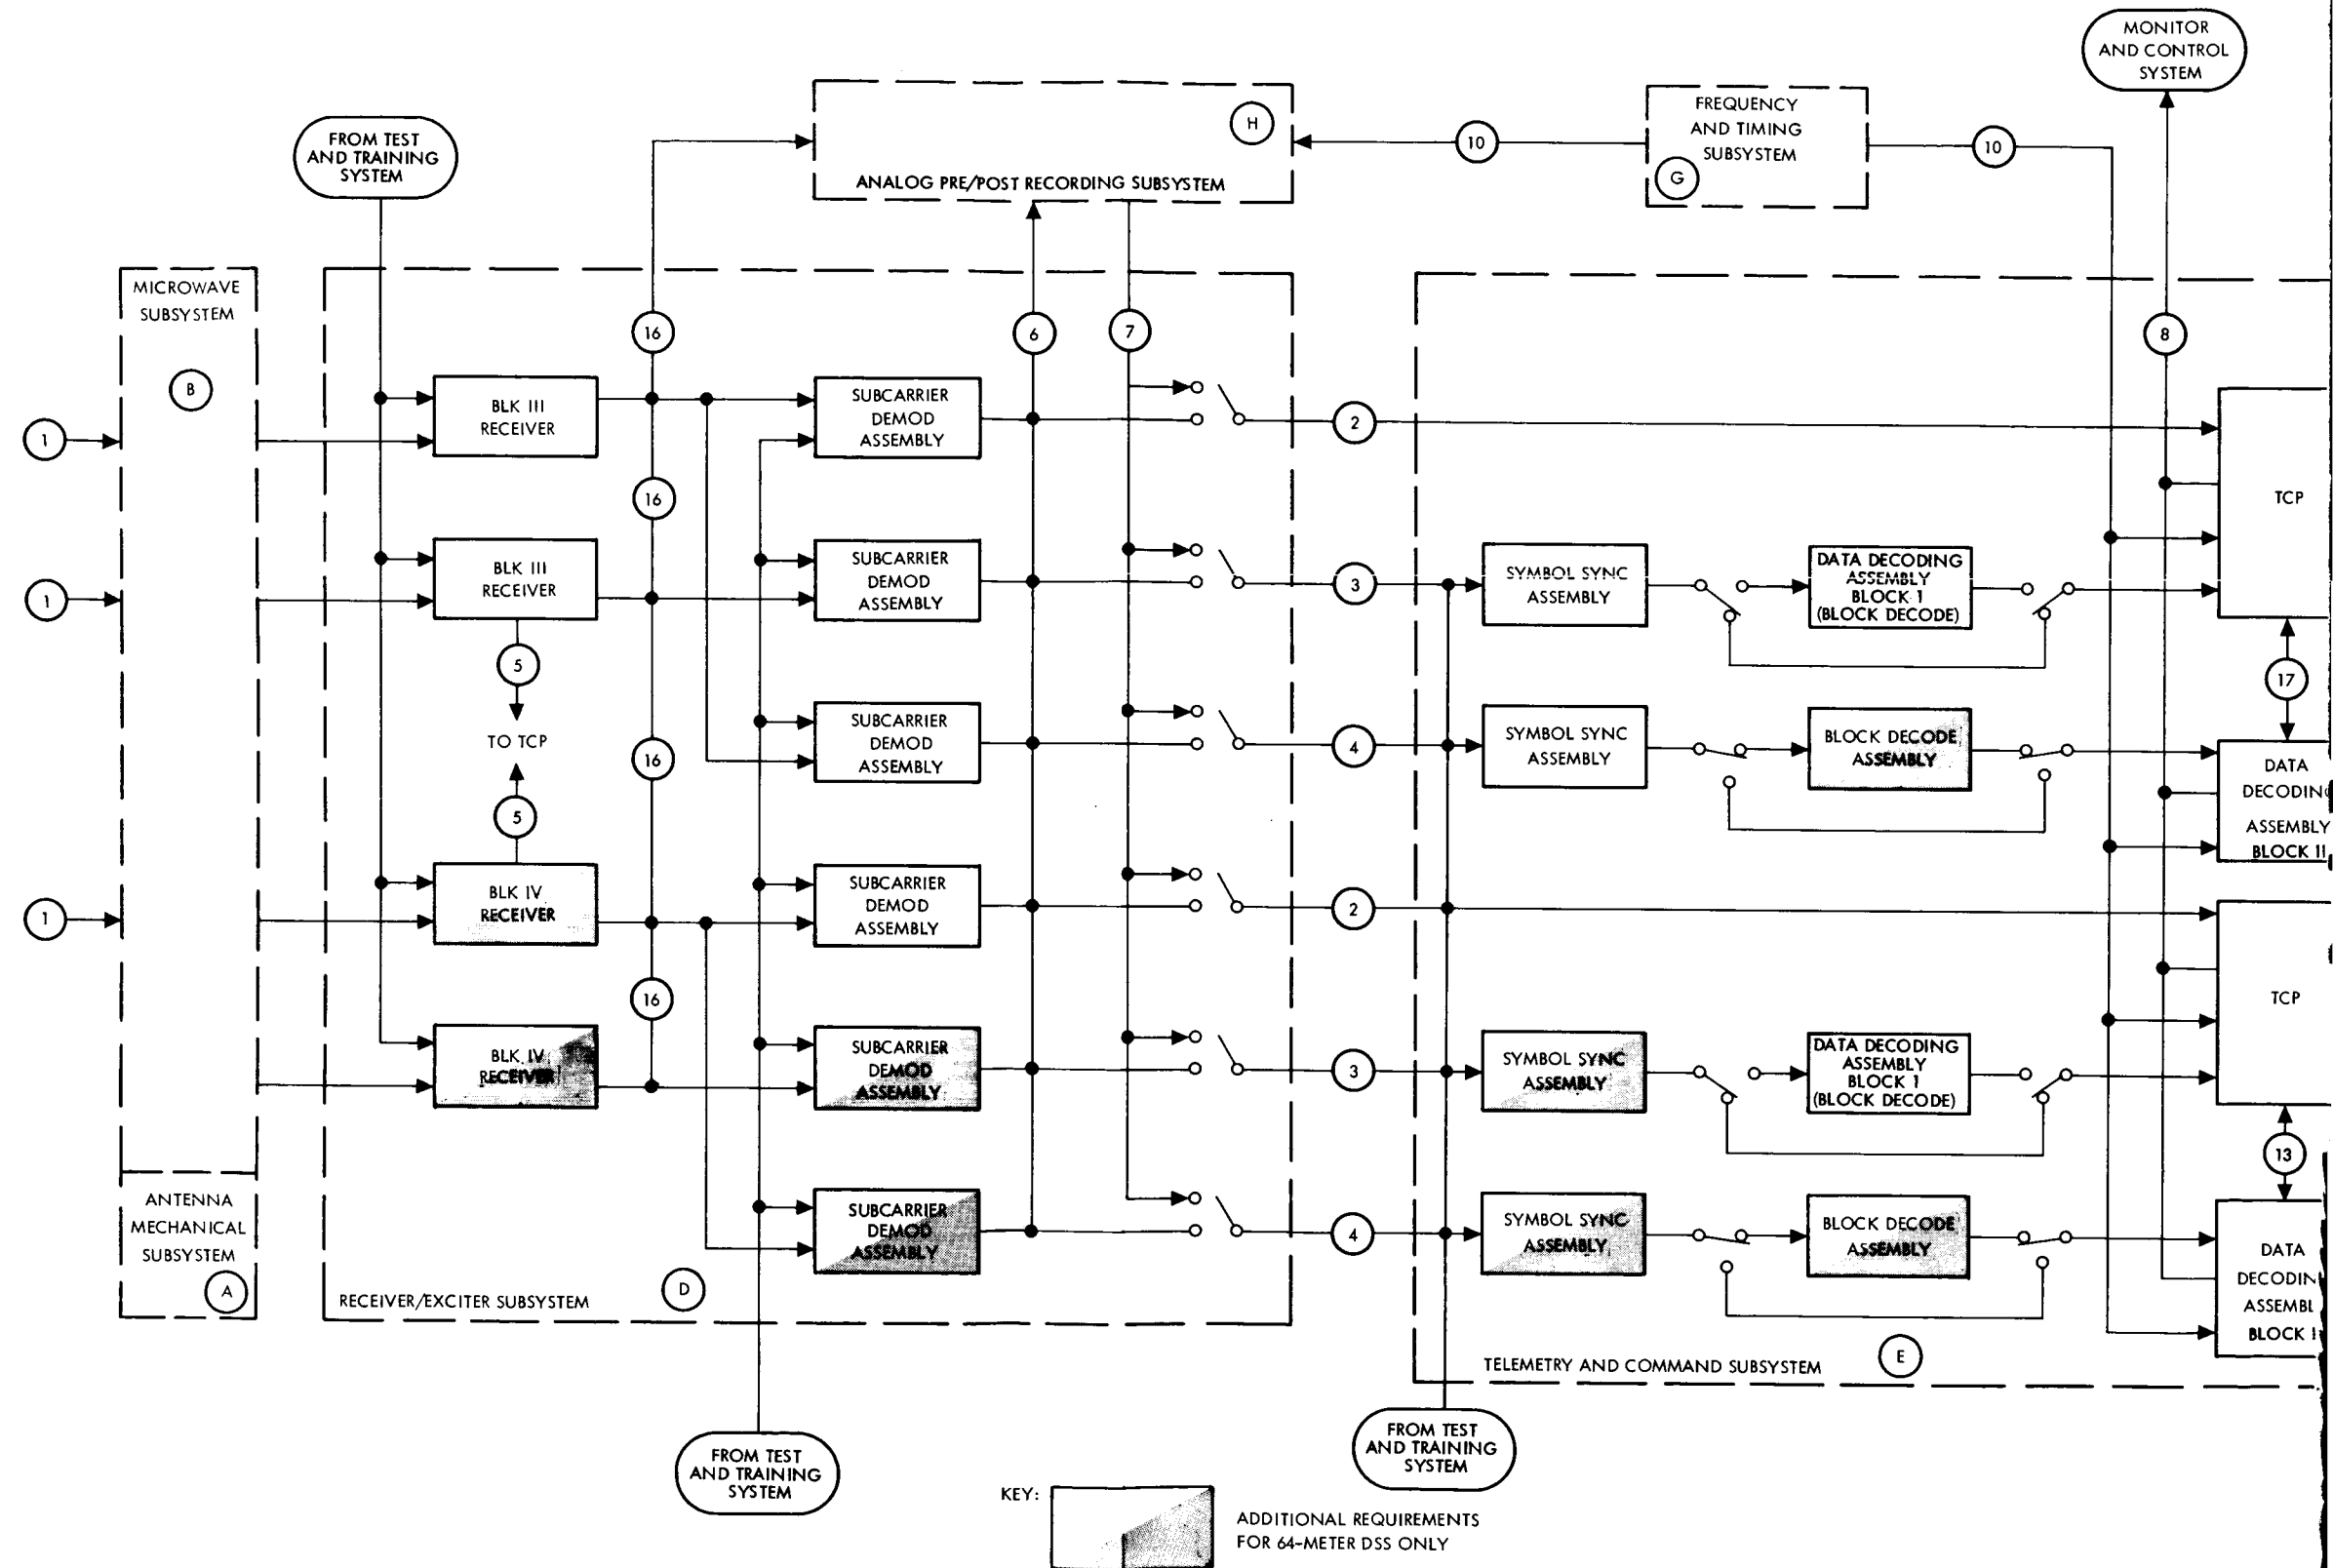 MONITOR
AND CONTROL
SYSTEM
FROM TEST
AND TRAINING
SYSTEM
H
ANALOG PRE/POST RECORDING SUBSYSTEM
10
FREQUENCY
AND TIMING
SUBSYSTEM
G
10
MICROWAVE
SUBSYSTEM
B
16
6
7
8
1
BLK III
RECEIVER
SUBCARRIER
DEMOD
ASSEMBLY
2
TCP
16
1
BLK III
RECEIVER
SUBCARRIER
DEMOD
ASSEMBLY
3
SYMBOL SYNC
ASSEMBLY
DATA DECODING
ASSEMBLY
BLOCK 1
(BLOCK DECODE)
5
TO TCP
5
16
SUBCARRIER
DEMOD
ASSEMBLY
4
SYMBOL SYNC
ASSEMBLY
BLOCK DECODE
ASSEMBLY
17
DATA
DECODING
ASSEMBLY
BLOCK II
1
BLK IV
RECEIVER
SUBCARRIER
DEMOD
ASSEMBLY
2
TCP
16
BLK IV
RECEIVER
SUBCARRIER
DEMOD
ASSEMBLY
3
SYMBOL SYNC
ASSEMBLY
DATA DECODING
ASSEMBLY
BLOCK 1
(BLOCK DECODE)
13
ANTENNA
MECHANICAL
SUBSYSTEM
A
RECEIVER/EXCITER SUBSYSTEM
D
SUBCARRIER
DEMOD
ASSEMBLY
4
SYMBOL SYNC
ASSEMBLY
BLOCK DECODE
ASSEMBLY
DATA
DECODIN
ASSEMBL
BLOCK I
TELEMETRY AND COMMAND SUBSYSTEM
E
FROM TEST
AND TRAINING
SYSTEM
FROM TEST
AND TRAINING
SYSTEM
KEY:
ADDITIONAL REQUIREMENTS
FOR 64-METER DSS ONLY